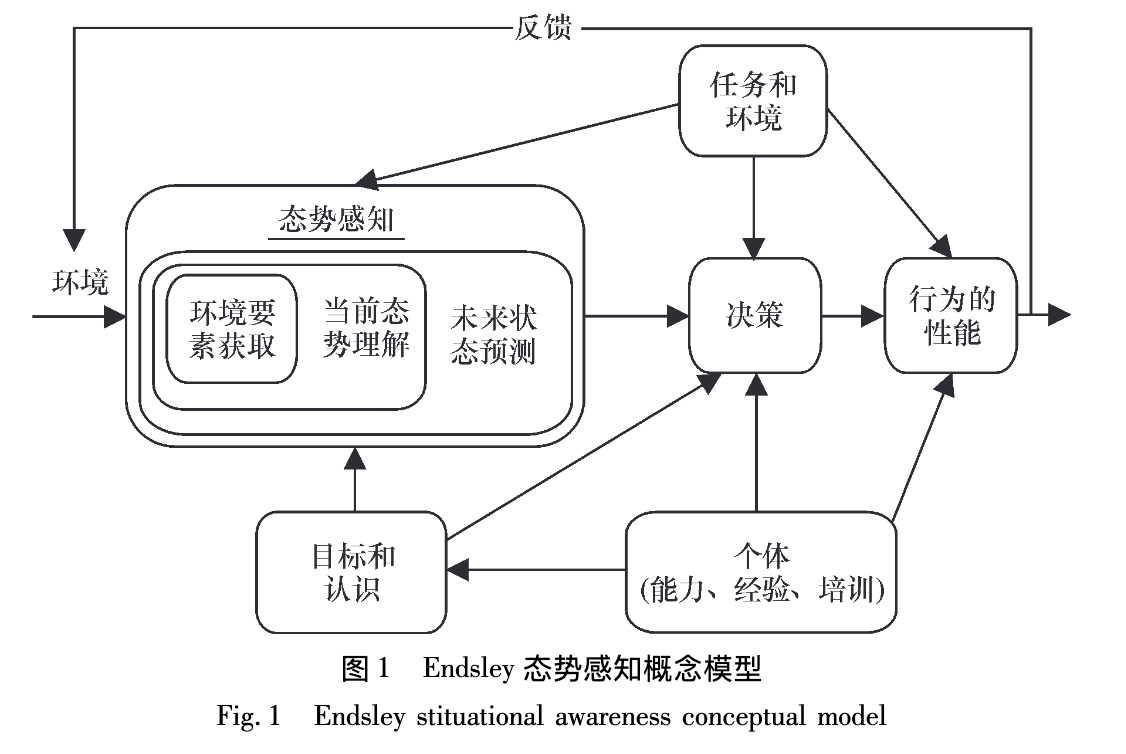 反馈
任务和
环境
态势感知
环境
环境要
素获取
当前态
势理解
未来状
态预测
决策
行为的
性能
目标和
认识
个体
(能力、经验、培训)
图 1 Endsley 态势感知概念模型
Fig. 1 Endsley stituational awareness conceptual model